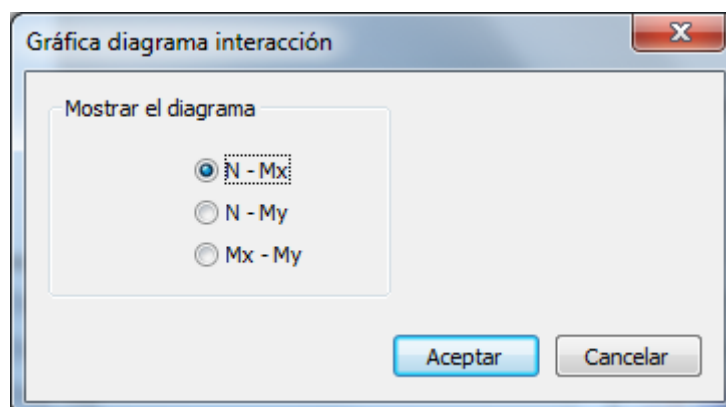 Gráfica diagrama interacción
Mostrar el diagrama
N - Mx
N - My
Mx - My
Aceptar
Cancelar